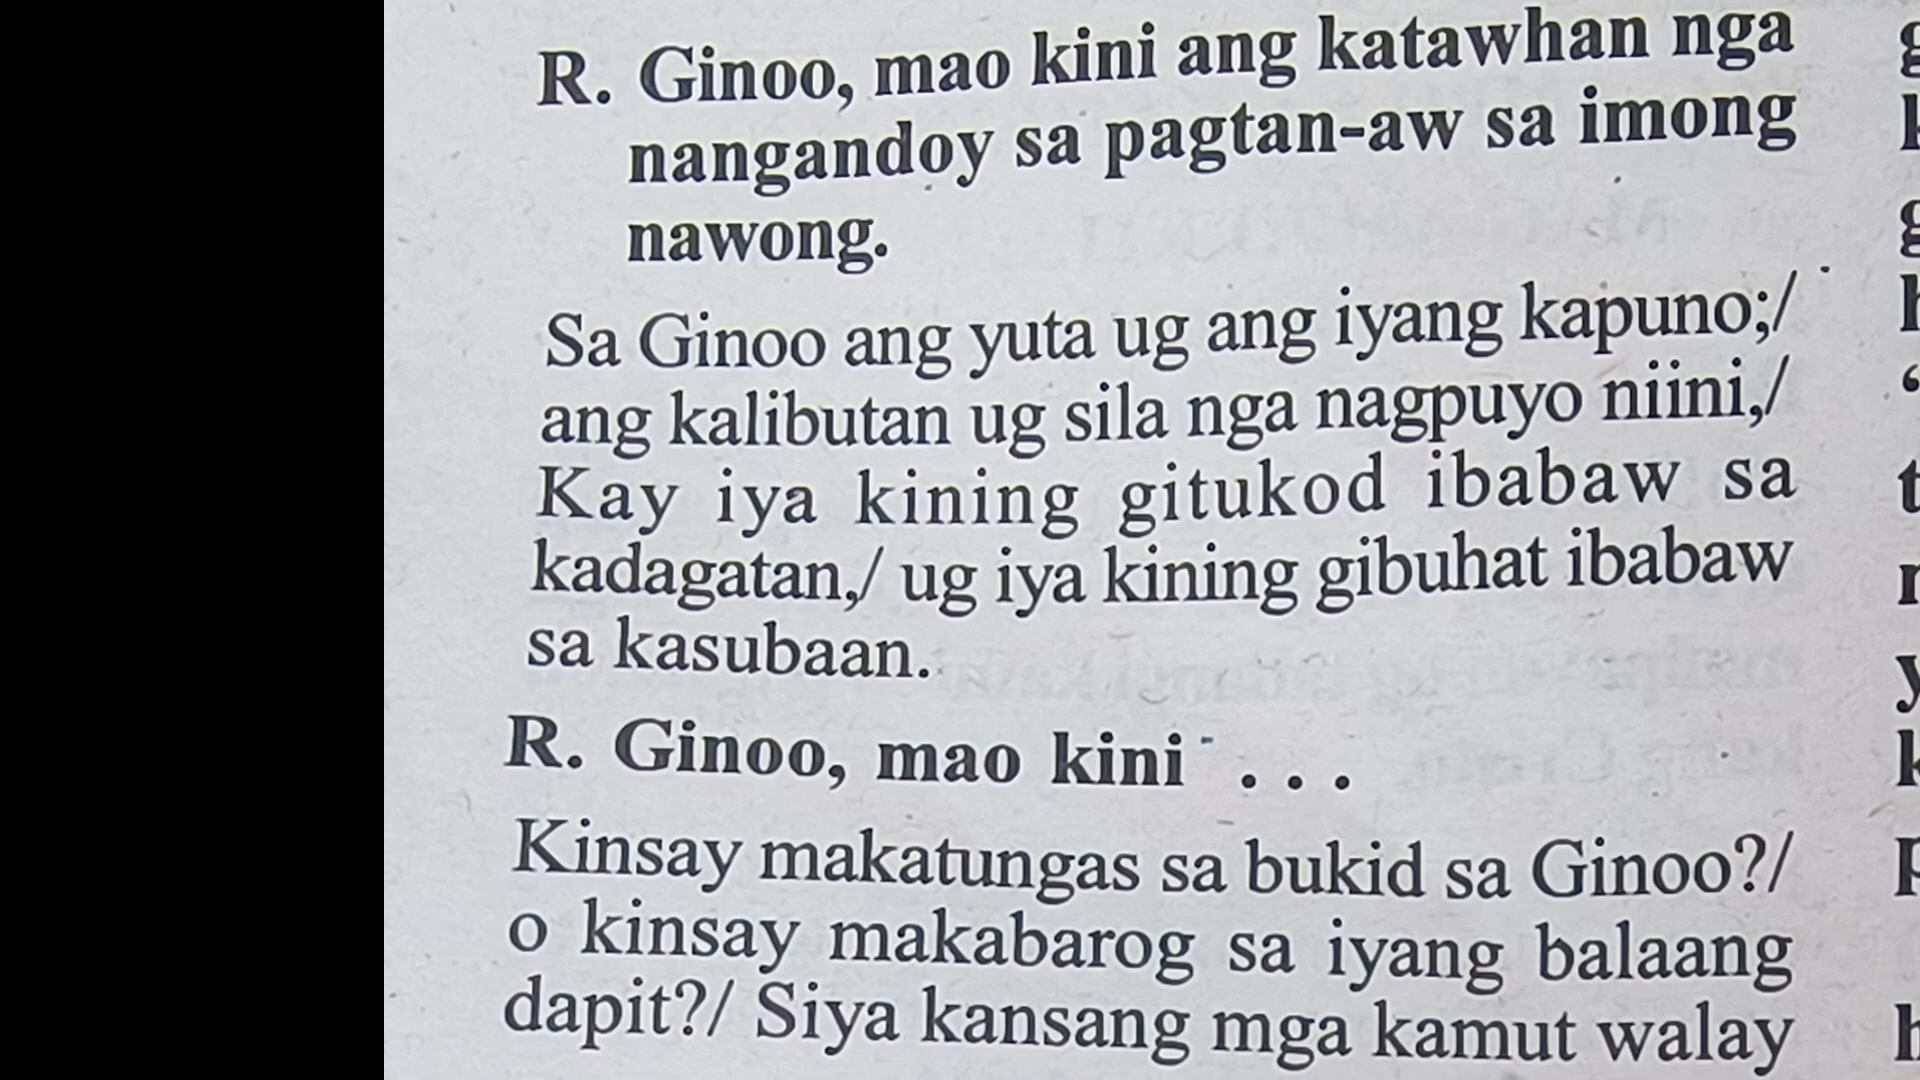 R. Ginoo, mao kini ang katawhan nga
nangandoy sa pagtan-aw sa imong
nawong.
Sa Ginoo ang yuta ug ang iyang kapuno;/
ang kalibutan ug sila nga nagpuyo niini,/
Kay iya kining gitukod ibabaw sa
kadagatan,/ ug iya kining gibuhat ibabaw
sa kasubaan.
R. Ginoo, mao kini . . .
Kinsay makatungas sa bukid sa Ginoo?/
o kinsay makabarog sa iyang balaang
dapit?/ Siya kansang mga kamut walay